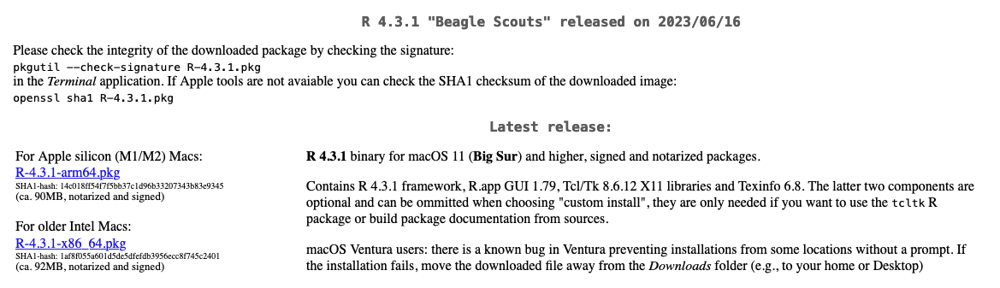 R 4.3.1 "Beagle Scouts" released on 2023/06/16
Please check the integrity of the downloaded package by checking the signature:
pkgutil --check-signature R-4.3.1.pkg
in the Terminal application. If Apple tools are not avaiable you can check the SHA1 checksum of the downloaded image:
openssl sha1 R-4.3.1.pkg
Latest release:
For Apple silicon (M1/M2) Macs:
R-4.3.1-arm64.pkg
SHA1-hash: 14c018ff54f7f5bb37c1d96b33207343b83e9345
(ca. 90MB, notarized and signed)
For older Intel Macs:
R-4.3.1-x86_64.pkg
SHA1-hash: 1af8f055a601d5de5dfefdb3956ecc8f745c2401
(ca. 92MB, notarized and signed)
R 4.3.1 binary for macOS 11 (Big Sur) and higher, signed and notarized packages.
Contains R 4.3.1 framework, R.app GUI 1.79, Tcl/Tk 8.6.12 X11 libraries and Texinfo 6.8. The latter two components are
optional and can be ommitted when choosing "custom install", they are only needed if you want to use the tcltk R
package or build package documentation from sources.
macOS Ventura users: there is a known bug in Ventura preventing installations from some locations without a prompt. If
the installation fails, move the downloaded file away from the Downloads folder (e.g., to your home or Desktop)